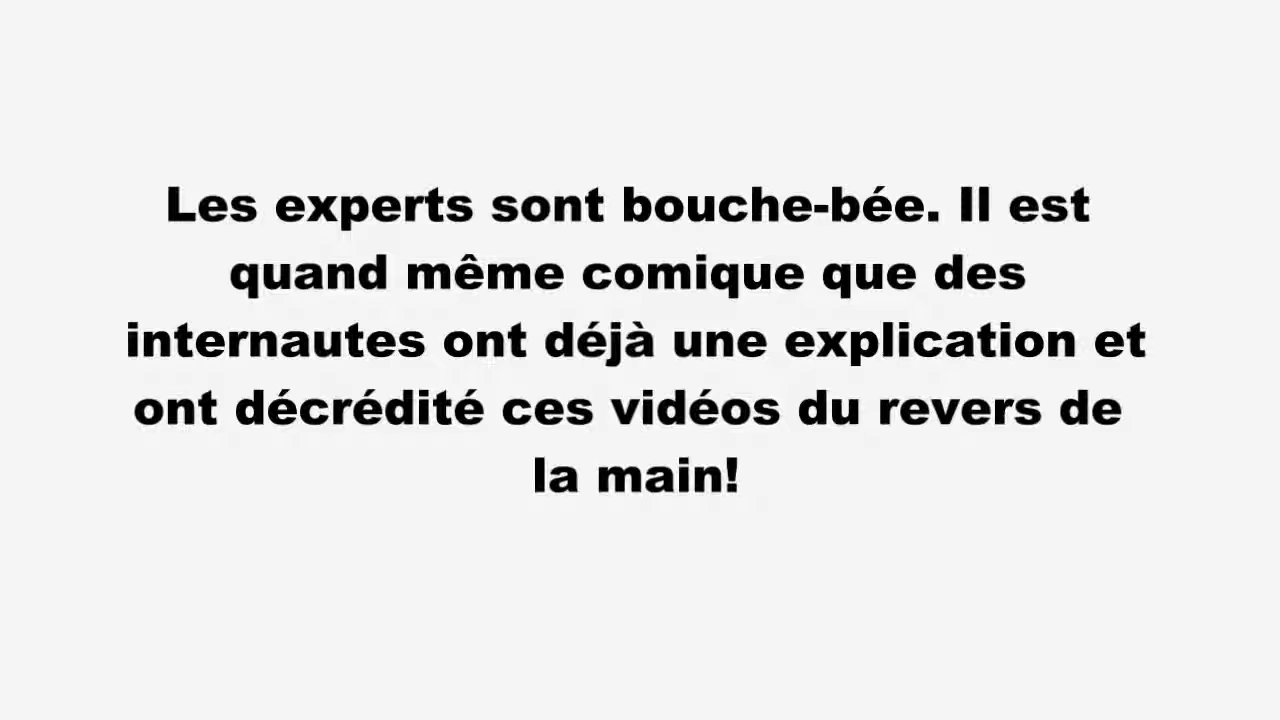 Les experts sont bouche-bée. Il est
quand même comique que des
internautes ont déjà une explication et
ont décrédité ces vidéos du revers de
la main!